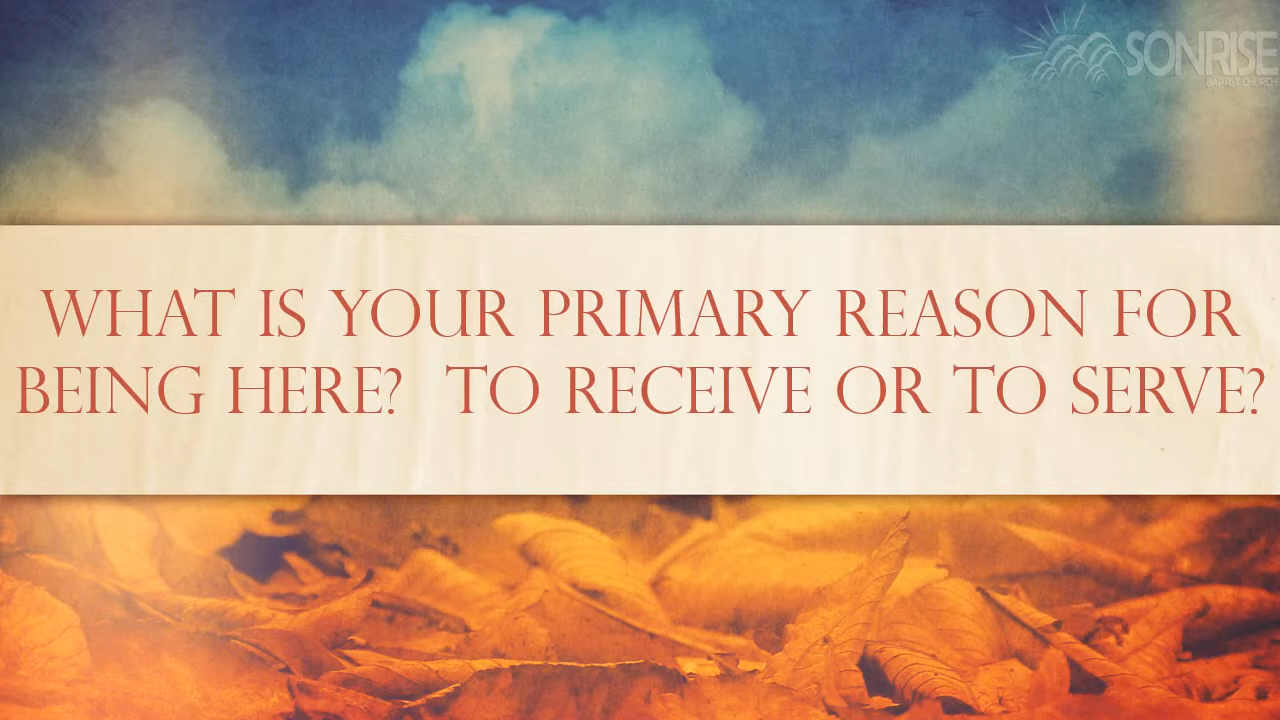 SONRISE
BAPTIST CHURCH
WHAT IS YOUR PRIMARY REASON FOR
BEING HERE? TO RECEIVE OR TO SERVE?